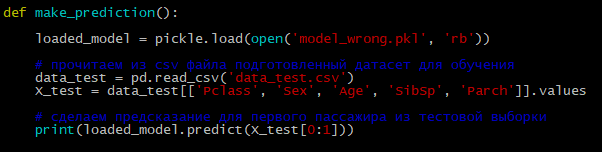 def make_prediction():
loaded_model = pickle.load(open('model_wrong.pkl', 'rb'))
# прочитаем из csv файла подготовленный датасет для обучения
data_test = pd.read_csv('data_test.csv')
X_test = data_test[['Pclass', 'Sex', 'Age', 'SibSp', 'Parch']].values
# сделаем предсказание для первого пассажира из тестовой выборки
print(loaded_model.predict(X_test[0:1]))